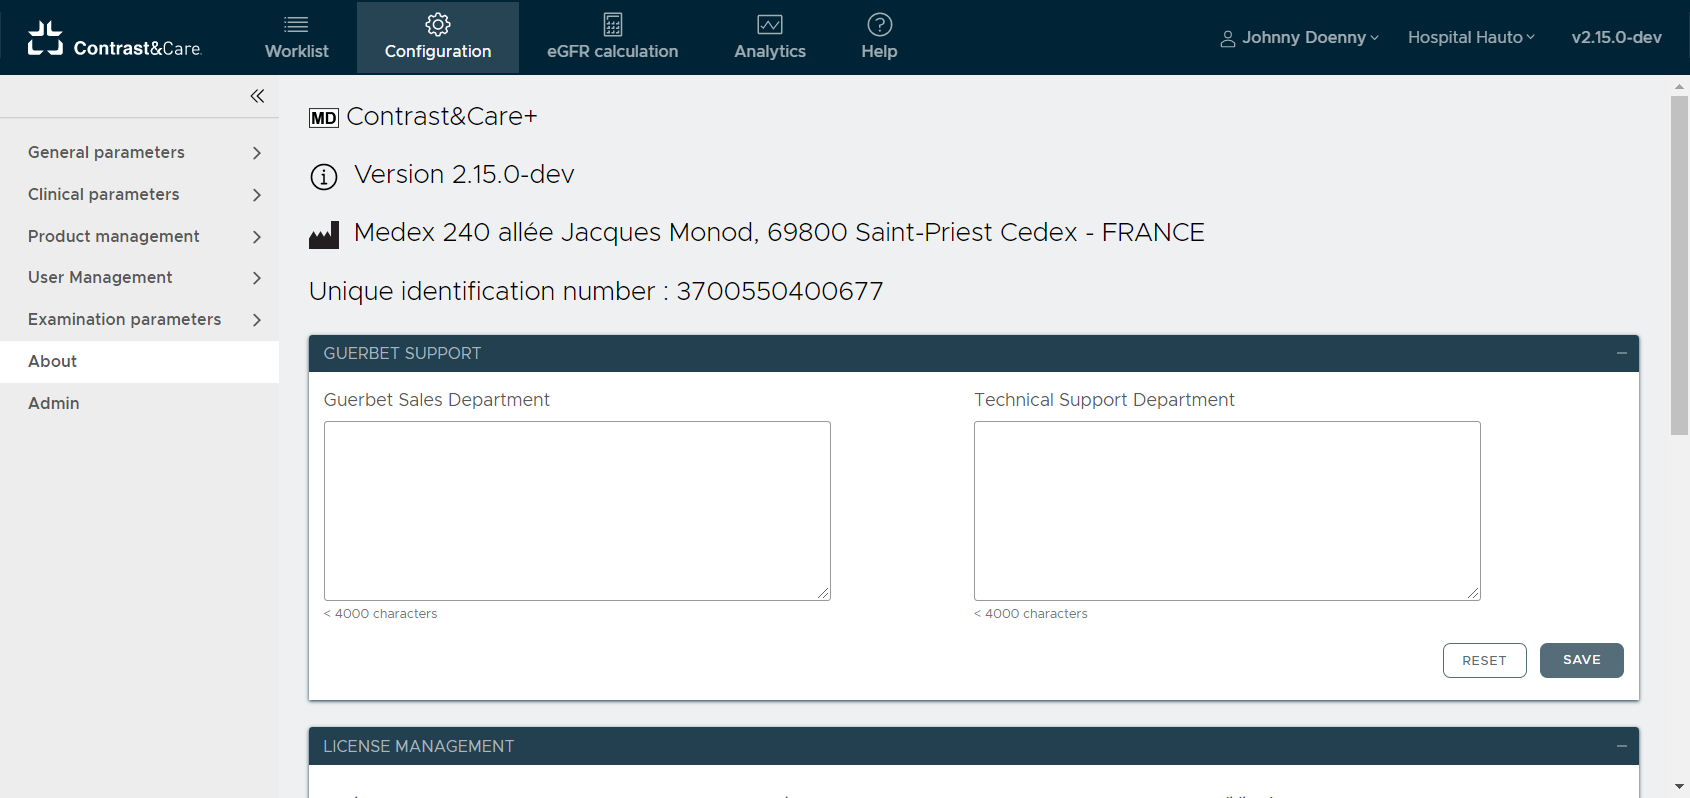 Contrast&Care.
Worklist
Configuration
eGFR calculation
Analytics
Help
Johnny Doenny
Hospital Hauto
v2.15.0-dev
General parameters
Clinical parameters
Product management
User Management
Examination parameters
About
Admin
MD Contrast&Care+
Version 2.15.0-dev
Medex 240 allée Jacques Monod, 69800 Saint-Priest Cedex - FRANCE
Unique identification number : 3700550400677
GUERBET SUPPORT
Guerbet Sales Department
Technical Support Department
< 4000 characters
< 4000 characters
RESET
SAVE
LICENSE MANAGEMENT